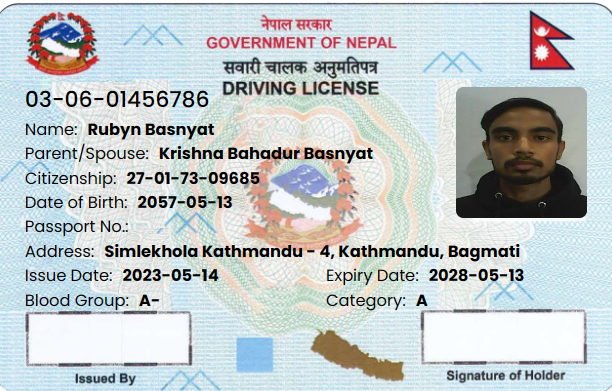 नेपाल सरकार
GOVERNMENT OF NEPAL
सवारी चालक अनुमतिपत्र
DRIVING LICENSE
03-06-01456786
Name: Rubyn Basnyat
Parent/Spouse: Krishna Bahadur Basnyat
Citizenship: 27-01-73-09685
Date of Birth: 2057-05-13
Passport No.:
Address: Simlekhola Kathmandu - 4, Kathmandu, Bagmati
Issue Date: 2023-05-14 Expiry Date: 2028-05-13
Blood Group: A- Category: A
Issued By Signature of Holder